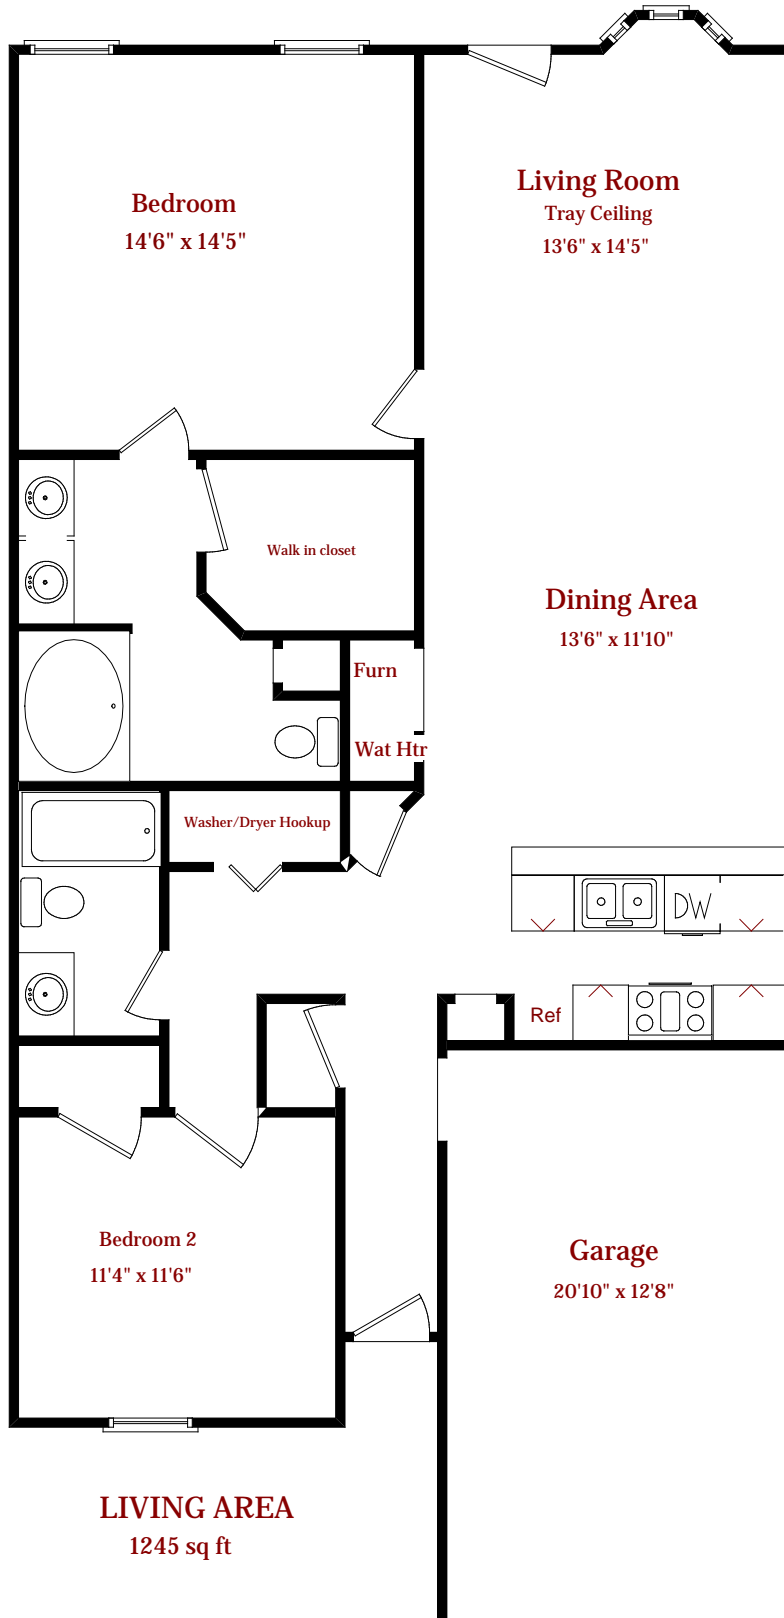 Bedroom
14'6" x 14'5"
Living Room
Tray Ceiling
13'6" x 14'5"
Walk in closet
Dining Area
13'6" x 11'10"
Furn
Wat Htr
Washer/Dryer Hookup
DW
Ref
Bedroom 2
11'4" x 11'6"
Garage
20'10" x 12'8"
LIVING AREA
1245 sq ft